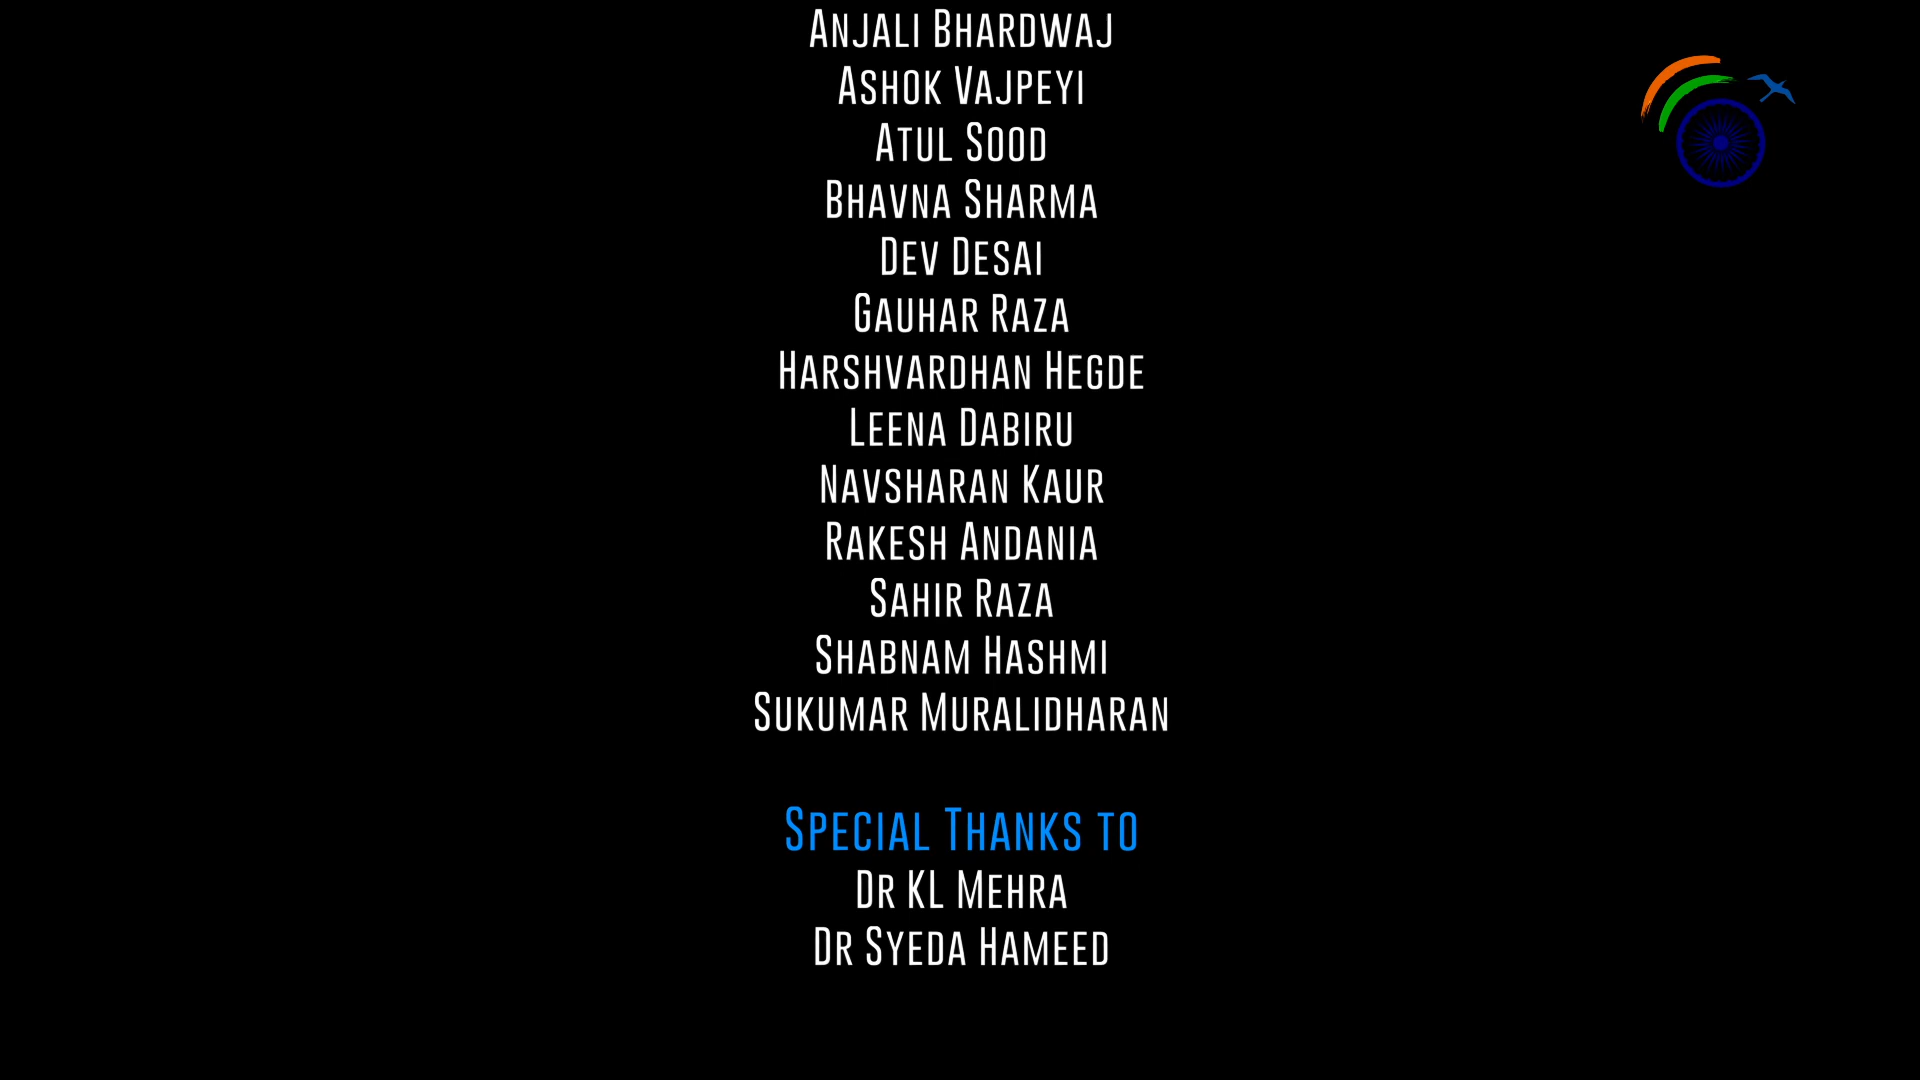 Anjali Bhardwaj
Ashok Vajpeyi
Atul Sood
Bhavna Sharma
Dev Desai
Gauhar Raza
Harshvardhan Hegde
Leena Dabiru
Navsharan Kaur
Rakesh Andania
Sahir Raza
Shabnam Hashmi
Sukumar Muralidharan
Special Thanks to
Dr KL Mehra
Dr Syeda Hameed